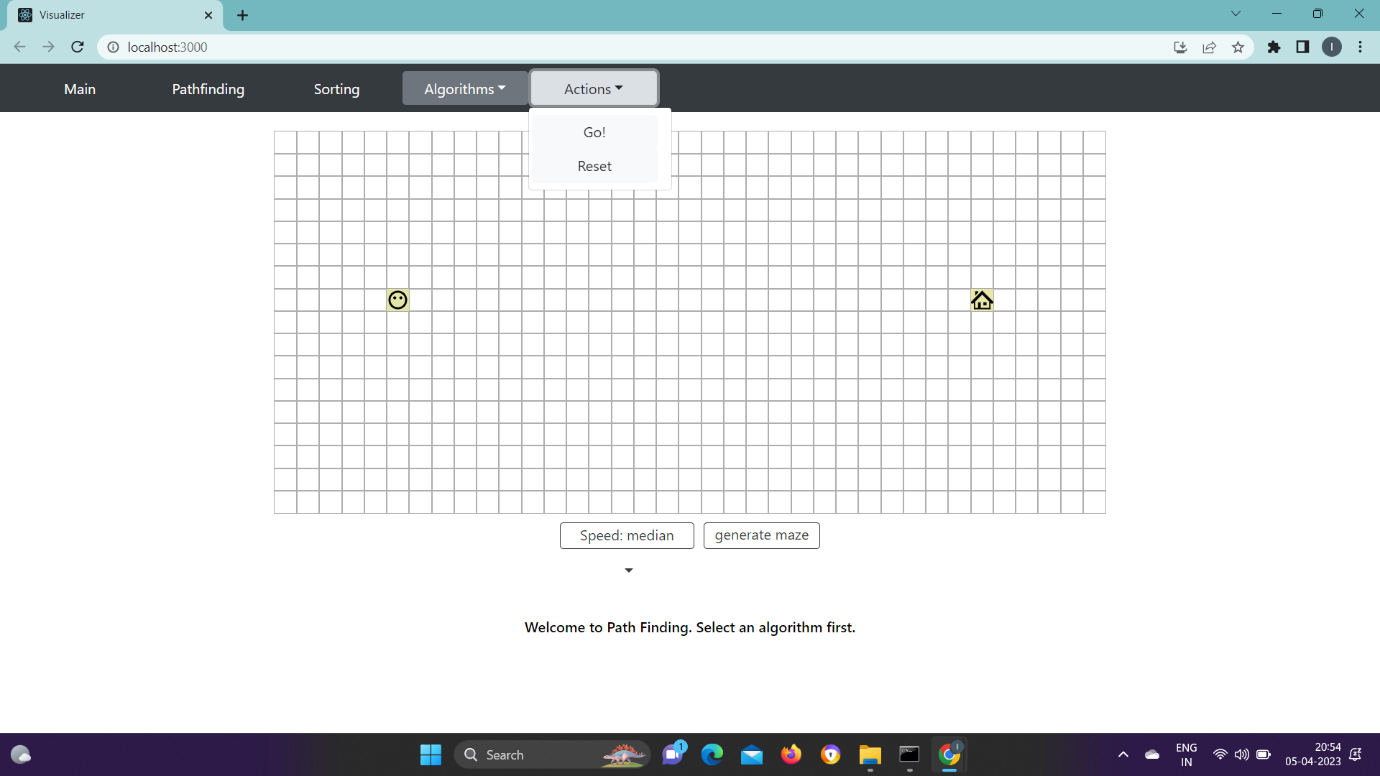 Visualizer
localhost:3000
I
Main Pathfinding Sorting Algorithms Actions
Go!
Reset
Speed: median generate maze
Welcome to Path Finding. Select an algorithm first.
Search
1
I
ENG
IN
20:54
05-04-2023